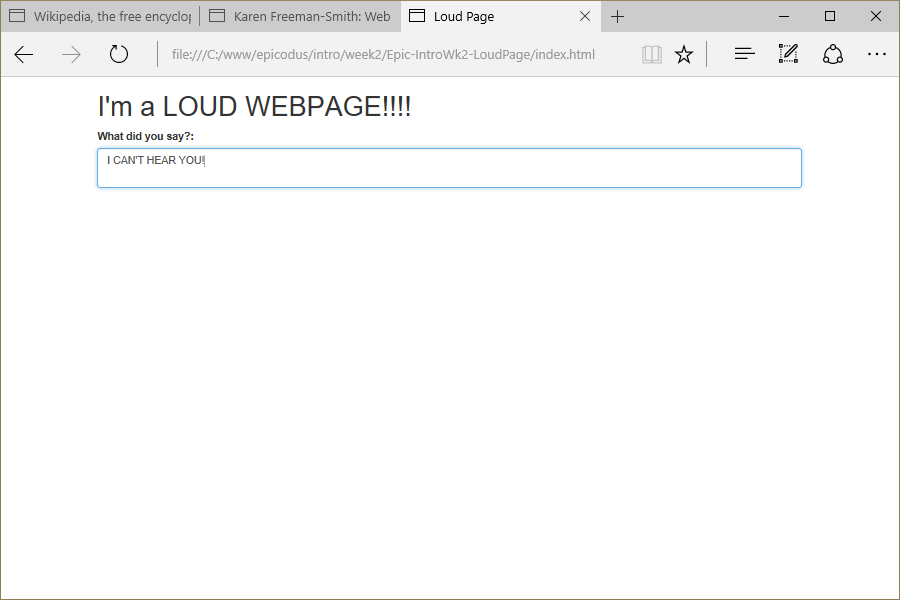 Wikipedia, the free encyclop
Karen Freeman-Smith: Web
Loud Page
file:///C:/www/epicodus/intro/week2/Epic-IntroWk2-LoudPage/index.html
I'm a LOUD WEBPAGE!!!!
What did you say?:
I CAN'T HEAR YOU!